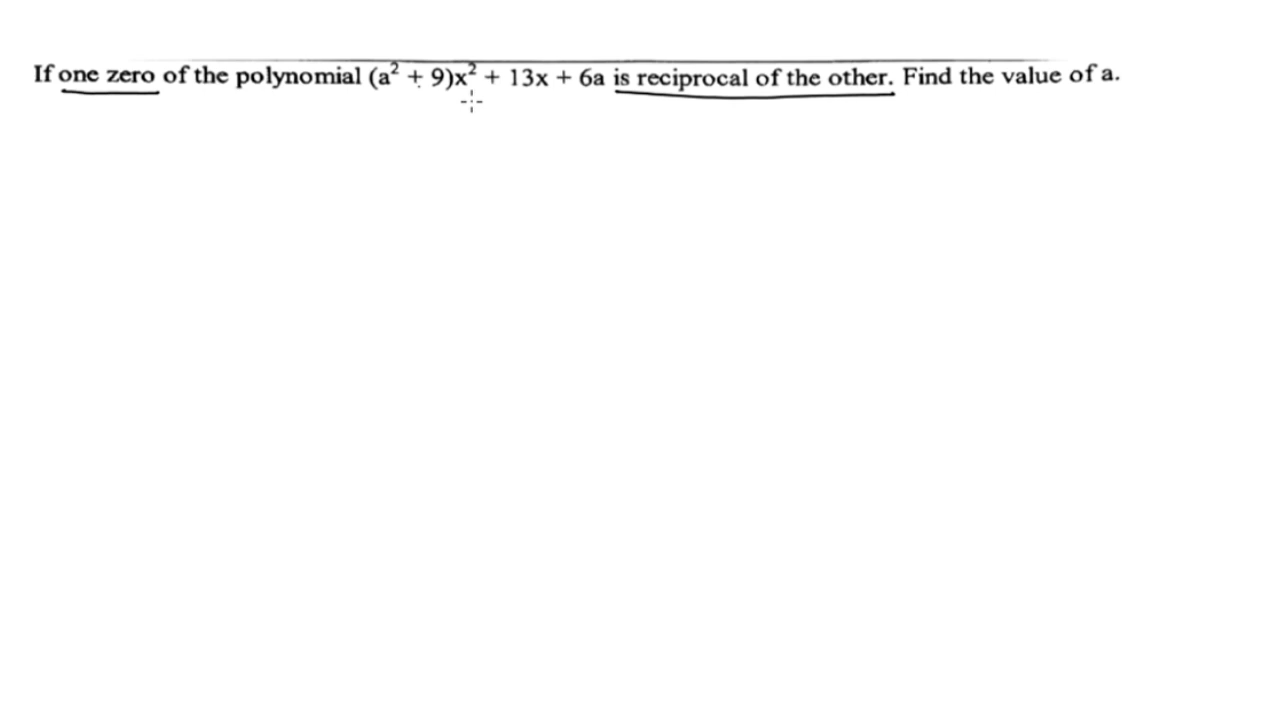 If one zero of the polynomial (a² + 9)x² + 13x + 6a is reciprocal of the other. Find the value of a.